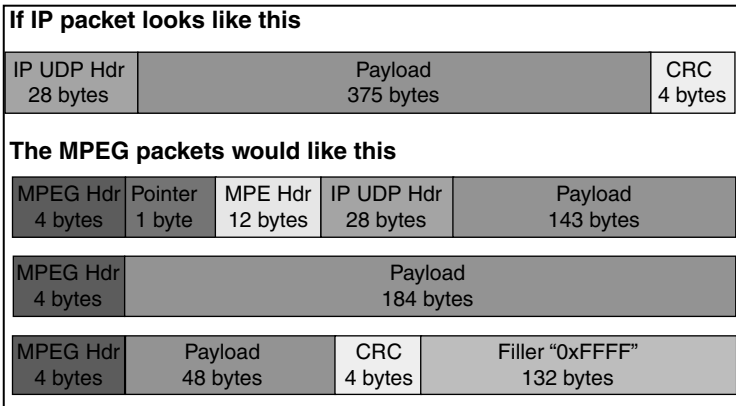 If IP packet looks like this
IP UDP Hdr Payload CRC
28 bytes 375 bytes 4 bytes
The MPEG packets would like this
MPEG Hdr Pointer MPE Hdr IP UDP Hdr Payload
4 bytes 1 byte 12 bytes 28 bytes 143 bytes
MPEG Hdr Payload
4 bytes 184 bytes
MPEG Hdr Payload CRC Filler “0xFFFF”
4 bytes 48 bytes 4 bytes 132 bytes